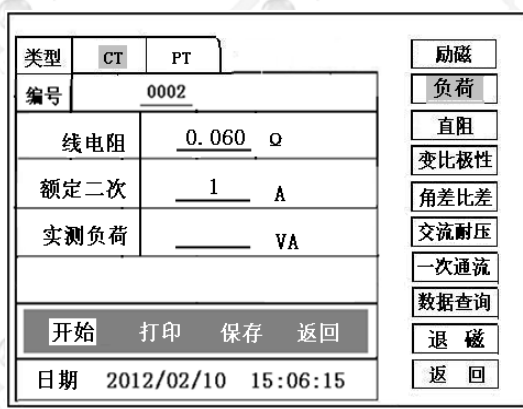 类型 CT PT
编号 0002
线电阻 0.060 Ω
额定二次 1 A
实测负荷 VA
开始 打印 保存 返回
日期 2012/02/10 15:06:15
励磁
负荷
直阻
变比极性
角差比差
交流耐压
一次通流
数据查询
退 磁
返 回